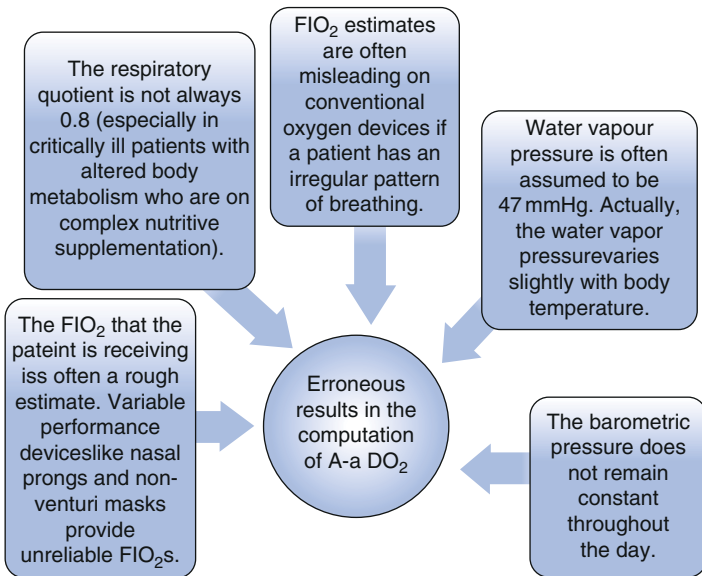 The respiratory
quotient is not always
0.8 (especially in
critically ill patients with
altered body
metabolism who are on
complex nutritive
supplementation).
FIO₂ estimates
are often
misleading on
conventional
oxygen devices if
a patient has an
irregular pattern
of breathing.
Water vapour
pressure is often
assumed to be
47 mmHg. Actually,
the water vapor
pressurevaries
slightly with body
temperature.
The FIO₂ that the
pateint is receiving
iss often a rough
estimate. Variable
performance
deviceslike nasal
prongs and non-
venturi masks
provide
unreliable FIO₂s.
Erroneous
results in the
computation
of A-a DO₂
The barometric
pressure does
not remain
constant
throughout
the day.